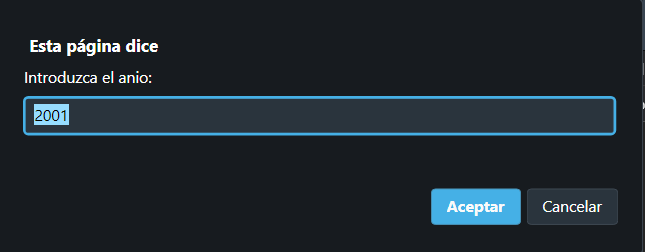 Esta página dice
Introduzca el anio:
2001
Aceptar Cancelar